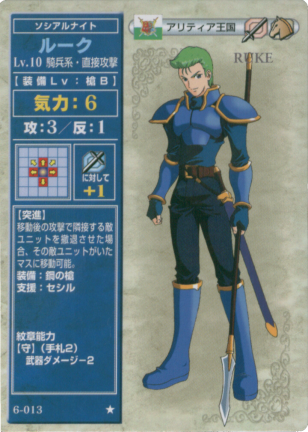 ソシアルナイト
アリティア王国
ルーク
RUKE
Lv.10 騎兵系・直接攻撃
【装備Lv:槍B】
気力:6
攻:3/反:1
に対して
+1
【突進】
移動後の攻撃で隣接する敵
ユニットを撤退させた場
合、その敵ユニットがいた
マスに移動可能。
装備:鋼の槍
支援:セシル
紋章能力
【守】(手札2)
武器ダメージ-2
6-013
★